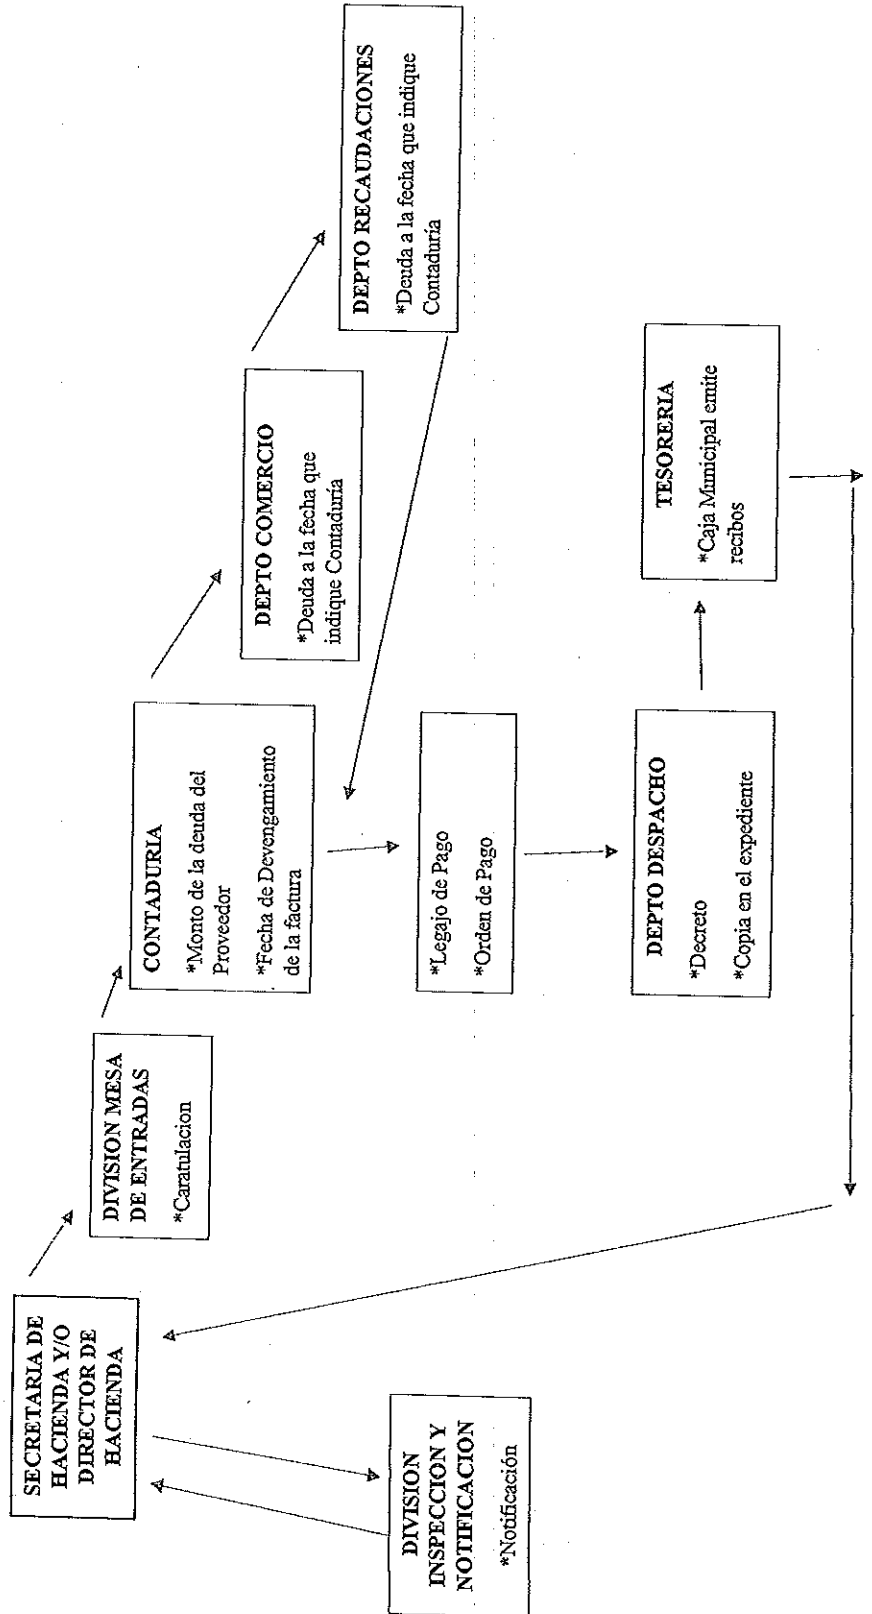 SECRETARIA DE
HACIENDA Y/O
DIRECTOR DE
HACIENDA
DIVISION MESA
DE ENTRADAS
*Caratulacion
CONTADURIA
*Monto de la deuda del
Proveedor
*Fecha de Devengamiento
de la factura
DEPTO COMERCIO
*Deuda a la fecha que
indique Contaduría
DEPTO RECAUDACIONES
*Deuda a la fecha que indique
Contaduría
*Legajo de Pago
*Orden de Pago
DEPTO DESPACHO
*Decreto
*Copia en el expediente
TESORERIA
*Caja Municipal emite
recibos
DIVISION
INSPECCION Y
NOTIFICACION
*Notificación